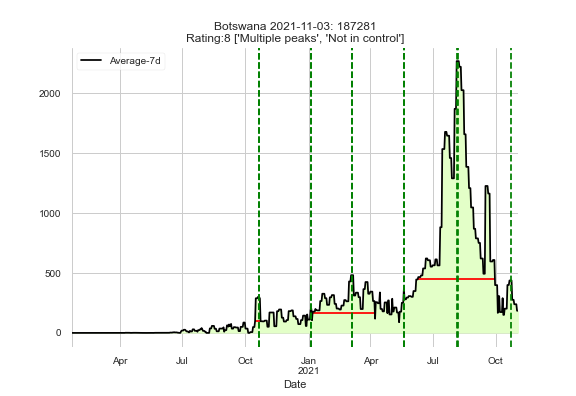 Botswana 2021-11-03: 187281
Rating:8 ['Multiple peaks', 'Not in control']
Average-7d
2000
1500
1000
500
0
Apr Jul Oct Jan Apr Jul Oct
2021
Date